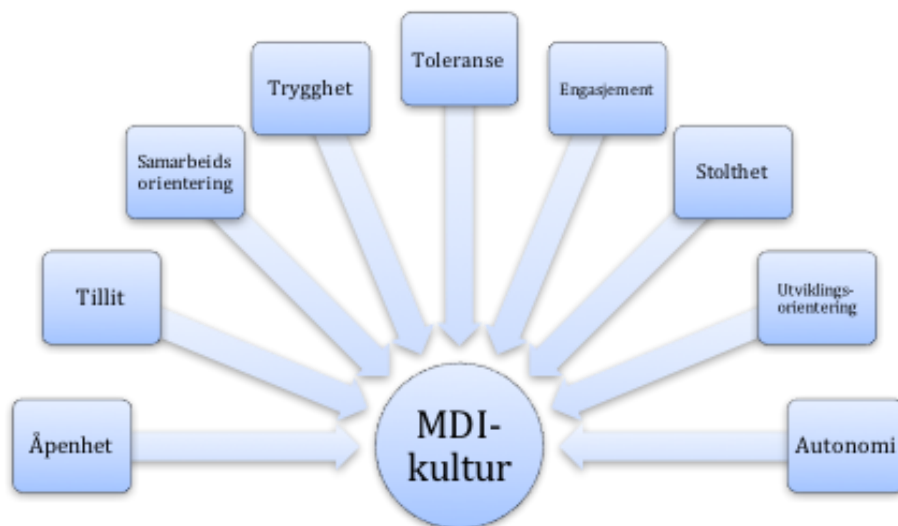 Toleranse
Trygghet
Engasjement
Samarbeids
orientering
Stolthet
Tillit
Utviklings-
orientering
Åpenhet
MDI-
kultur
Autonomi